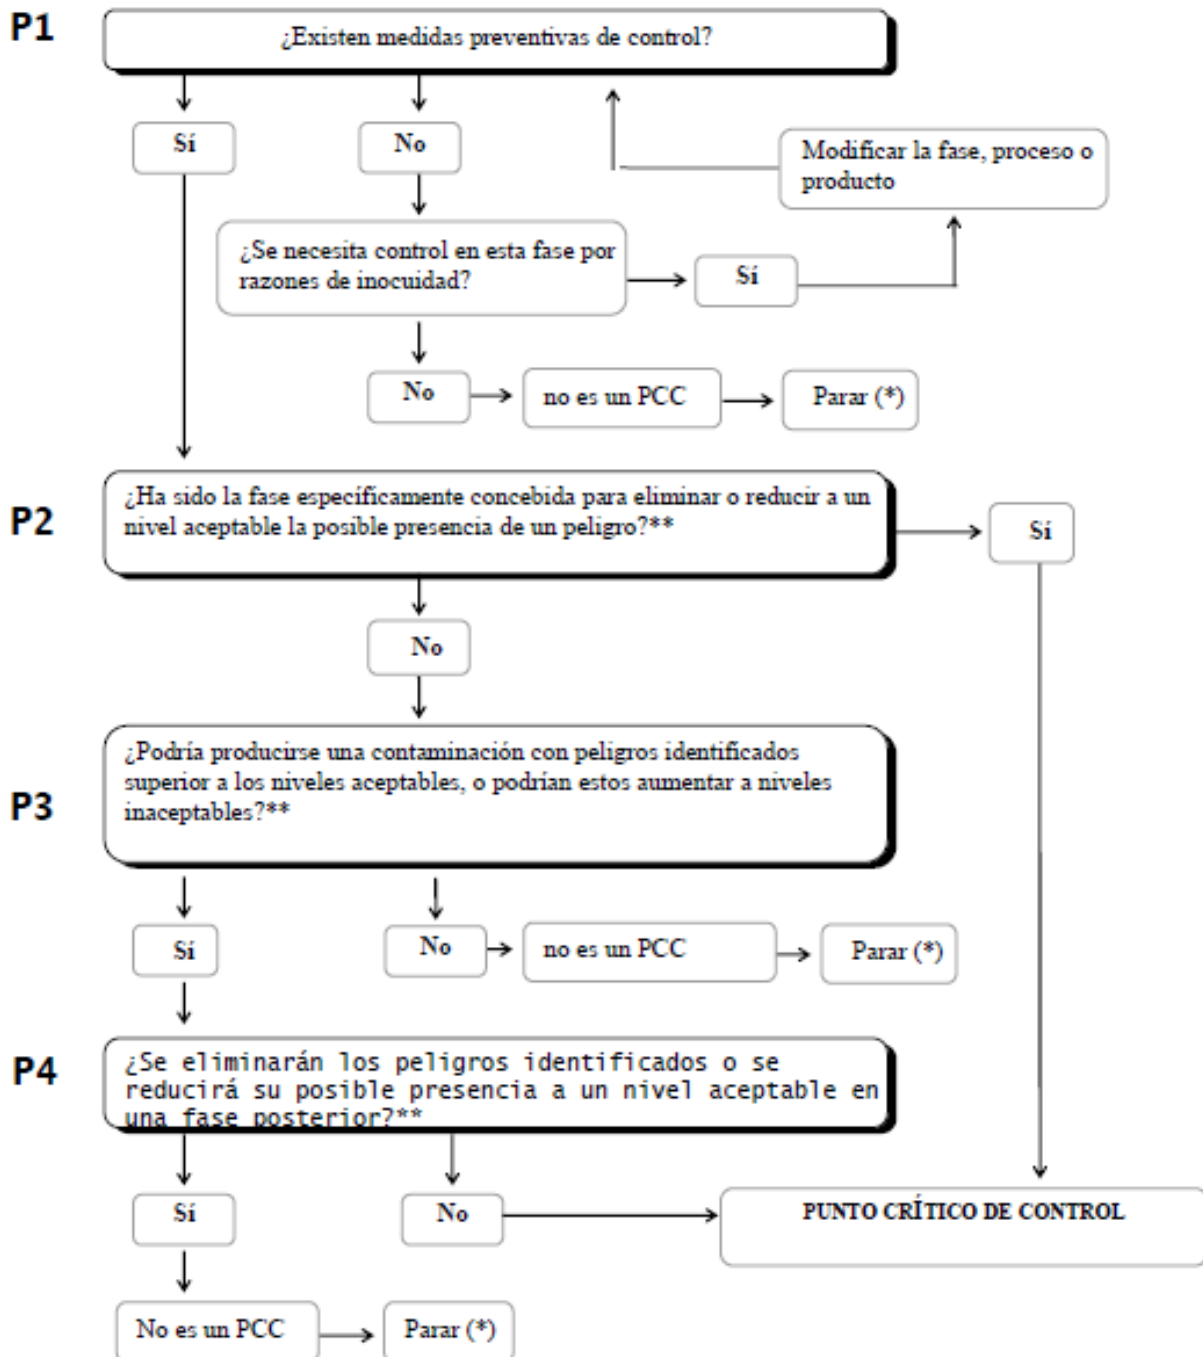 P1
¿Existen medidas preventivas de control?
Sí
No
Modificar la fase, proceso o
producto
¿Se necesita control en esta fase por
razones de inocuidad?
Sí
No
no es un PCC
Parar (*)
P2
¿Ha sido la fase específicamente concebida para eliminar o reducir a un
nivel aceptable la posible presencia de un peligro?**
Sí
No
P3
¿Podría producirse una contaminación con peligros identificados
superior a los niveles aceptables, o podrían estos aumentar a niveles
inaceptables?**
Sí
No
no es un PCC
Parar (*)
P4
¿Se eliminarán los peligros identificados o se
reducirá su posible presencia a un nivel aceptable en
una fase posterior?**
Sí
No
PUNTO CRÍTICO DE CONTROL
No es un PCC
Parar (*)